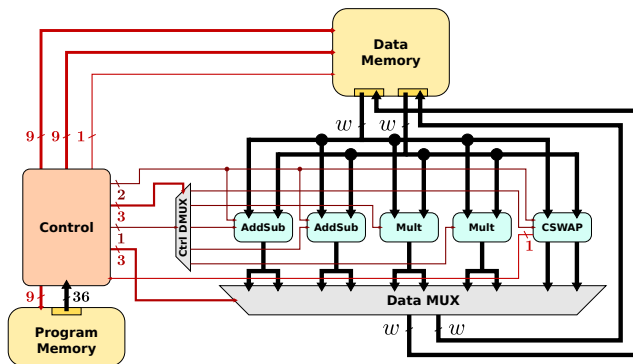 Data
Memory
9
9
1
w
w
2
3
1
3
Control
Ctrl DMUX
AddSub
AddSub
Mult
Mult
CSWAP
1
9
36
Data MUX
Program
Memory
w
w